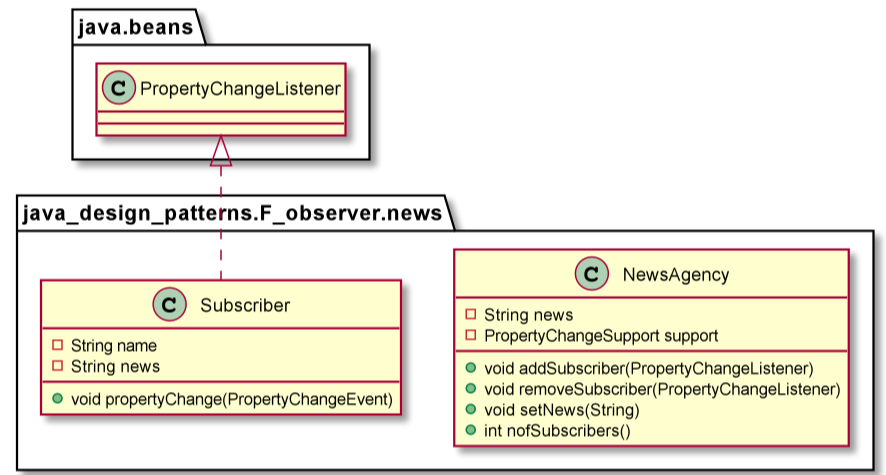 java.beans
C PropertyChangeListener
java_design_patterns.F_observer.news
C Subscriber
String name
String news
void propertyChange(PropertyChangeEvent)
C NewsAgency
String news
PropertyChangeSupport support
void addSubscriber(PropertyChangeListener)
void removeSubscriber(PropertyChangeListener)
void setNews(String)
int nofSubscribers()